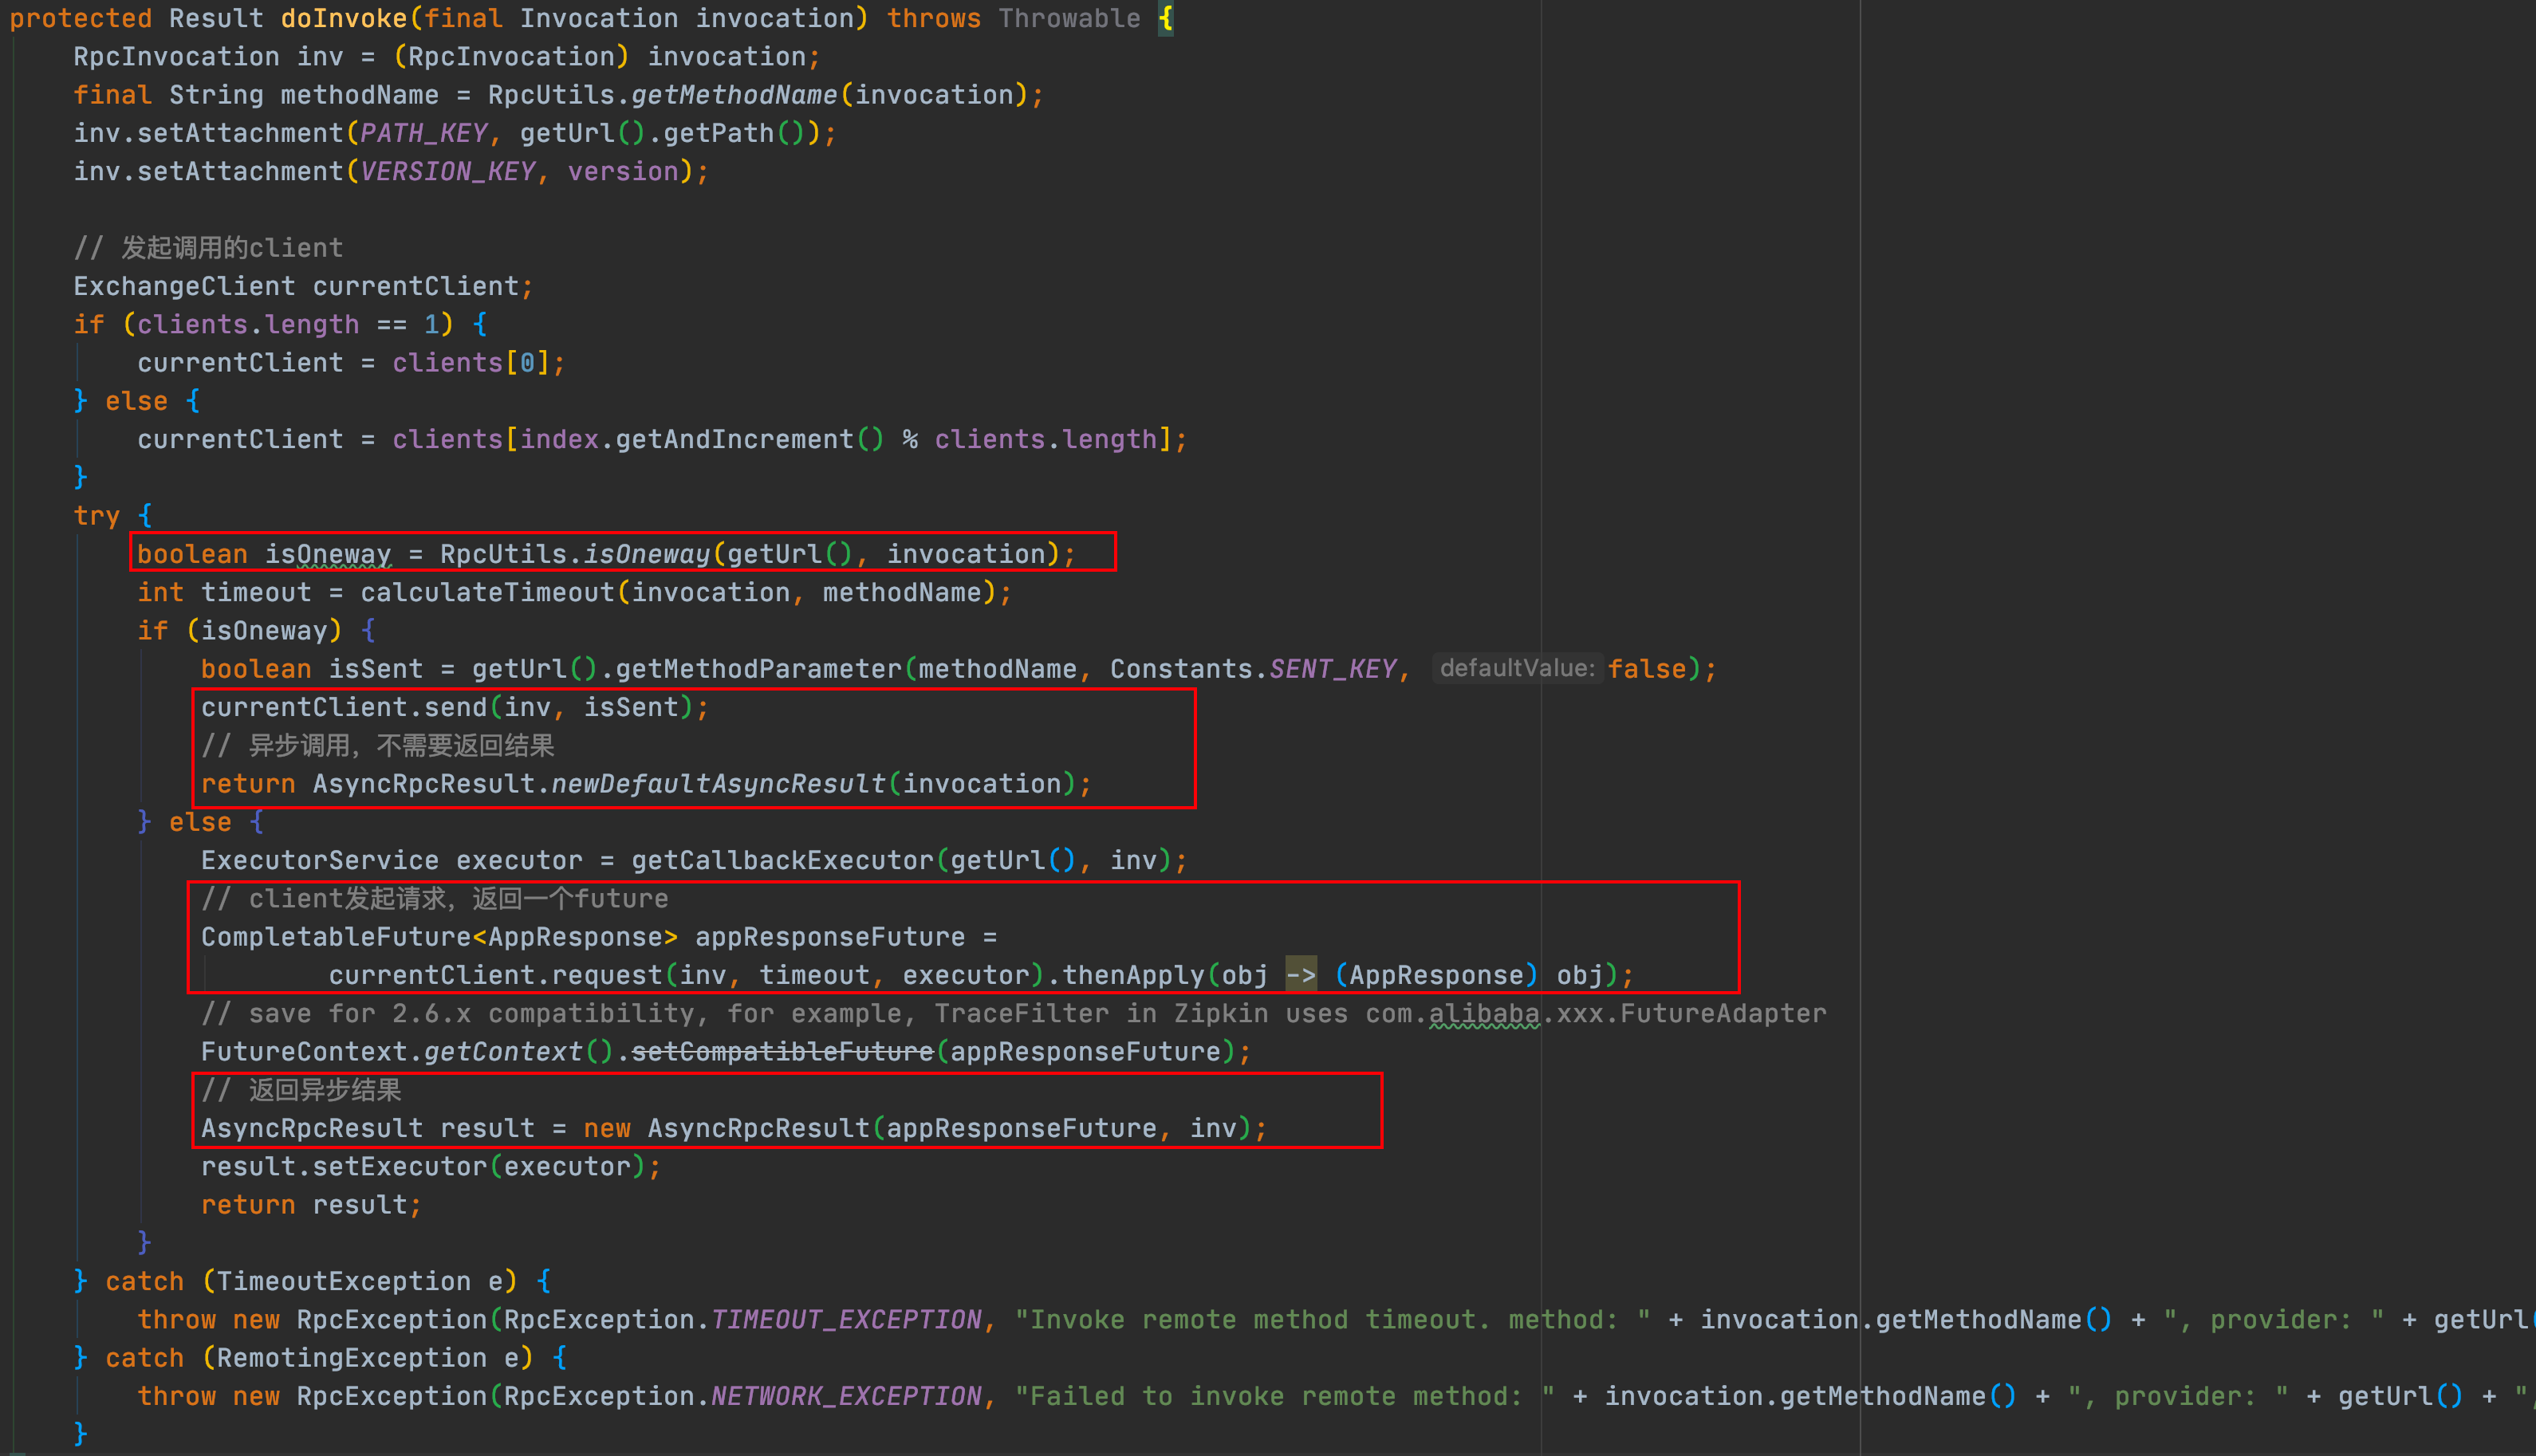 protected Result doInvoke(final Invocation invocation) throws Throwable {
RpcInvocation inv = (RpcInvocation) invocation;
final String methodName = RpcUtils.getMethodName(invocation);
inv.setAttachment(PATH_KEY, getUrl().getPath());
inv.setAttachment(VERSION_KEY, version);
// 发起调用的client
ExchangeClient currentClient;
if (clients.length == 1) {
currentClient = clients[0];
} else {
currentClient = clients[index.getAndIncrement() % clients.length];
}
try {
boolean isOneway = RpcUtils.isOneway(getUrl(), invocation);
int timeout = calculateTimeout(invocation, methodName);
if (isOneway) {
boolean isSent = getUrl().getMethodParameter(methodName, Constants.SENT_KEY, defaultValue: false);
currentClient.send(inv, isSent);
// 异步调用，不需要返回结果
return AsyncRpcResult.newDefaultAsyncResult(invocation);
} else {
ExecutorService executor = getCallbackExecutor(getUrl(), inv);
// client发起请求，返回一个future
CompletableFuture<AppResponse> appResponseFuture =
currentClient.request(inv, timeout, executor).thenApply(obj -> (AppResponse) obj);
// save for 2.6.x compatibility, for example, TraceFilter in Zipkin uses com.alibaba.xxx.FutureAdapter
FutureContext.getContext().setCompatibleFuture(appResponseFuture);
// 返回异步结果
AsyncRpcResult result = new AsyncRpcResult(appResponseFuture, inv);
result.setExecutor(executor);
return result;
}
} catch (TimeoutException e) {
throw new RpcException(RpcException.TIMEOUT_EXCEPTION, "Invoke remote method timeout. method: " + invocation.getMethodName() + ", provider: " + getUrl(
} catch (RemotingException e) {
throw new RpcException(RpcException.NETWORK_EXCEPTION, "Failed to invoke remote method: " + invocation.getMethodName() + ", provider: " + getUrl() + ",
}